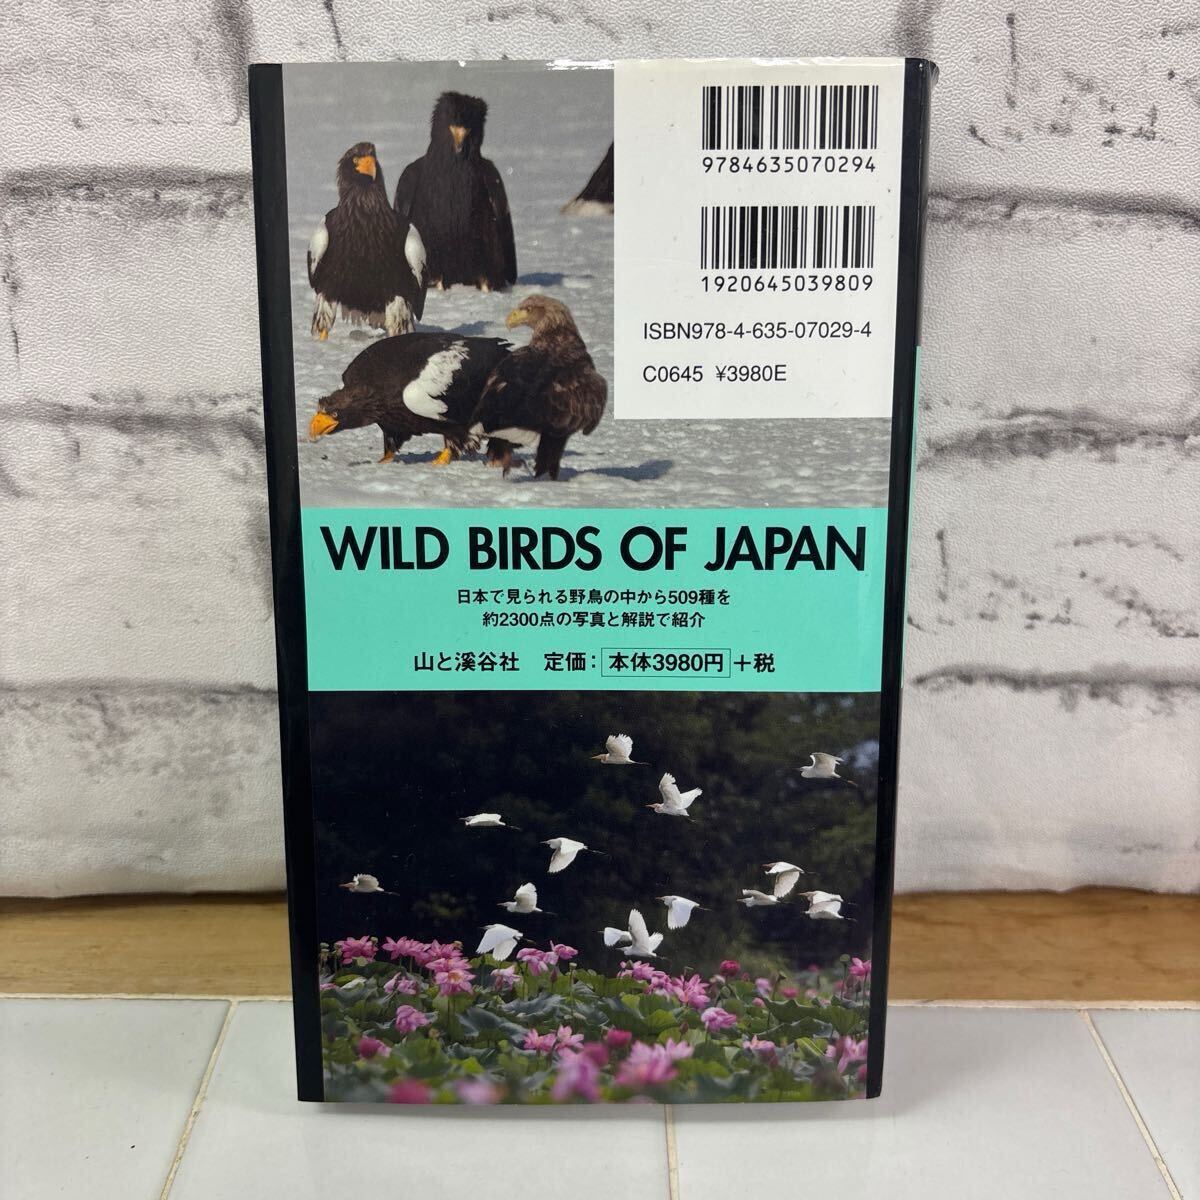 9784635070294
1920645039809
ISBN978-4-635-07029-4
C0645 ¥3980E
WILD BIRDS OF JAPAN
日本で見られる野鳥の中から509種を
約2300点の写真と解説で紹介
山と溪谷社 定価：本体3980円+税